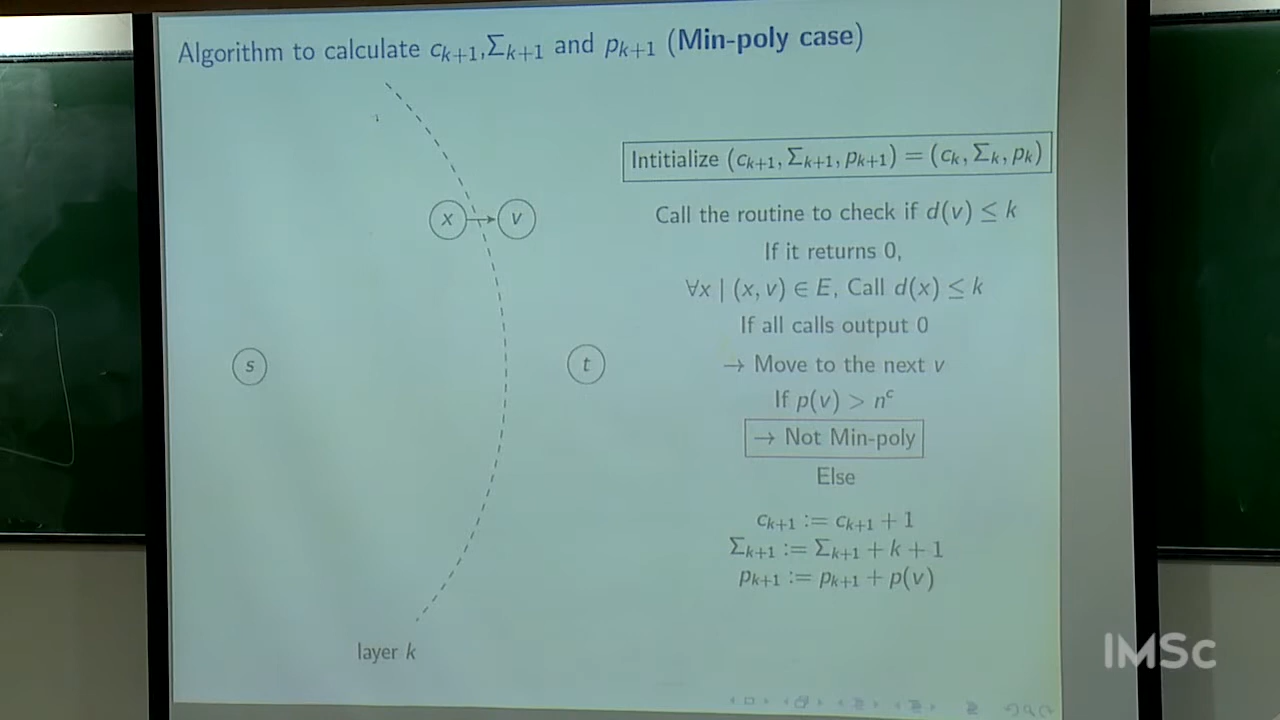 Algorithm to calculate c_{k+1},Σ_{k+1} and p_{k+1} (Min-poly case)
Intitialize (c_{k+1}, Σ_{k+1}, p_{k+1}) = (c_k, Σ_k, p_k)
Call the routine to check if d(v) ≤ k
If it returns 0,
∀x | (x, v) ∈ E, Call d(x) ≤ k
If all calls output 0
→ Move to the next v
If p(v) > n^c
→ Not Min-poly
Else
c_{k+1} := c_{k+1} + 1
Σ_{k+1} := Σ_{k+1} + k + 1
p_{k+1} := p_{k+1} + p(v)
x
v
s
t
layer k
IMSc